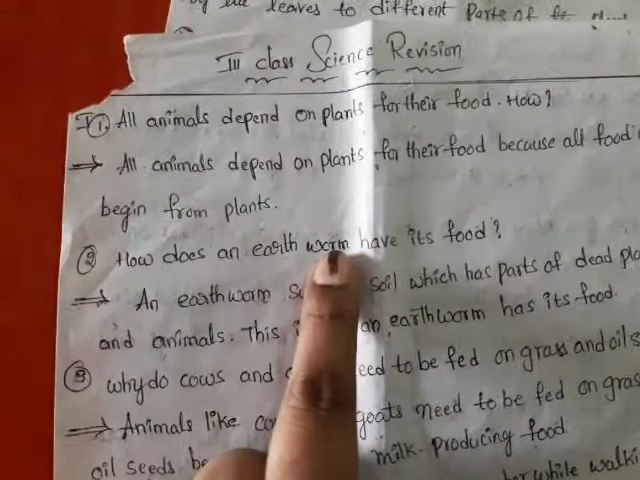 leaves to different Parts of
III class Science Revision
I ①. All animals depend on plants for their food. How?
→ All animals depend on plants for their food because all food
begin from plants.
② How does an earth worm have its food?
→ An earthworm soil which has parts of dead
and animals. This an earthworm has its food.
③ why do cows and need to be fed on grass and oils
→ Animals like goats need to be fed on
oil seeds milk-producing food
while